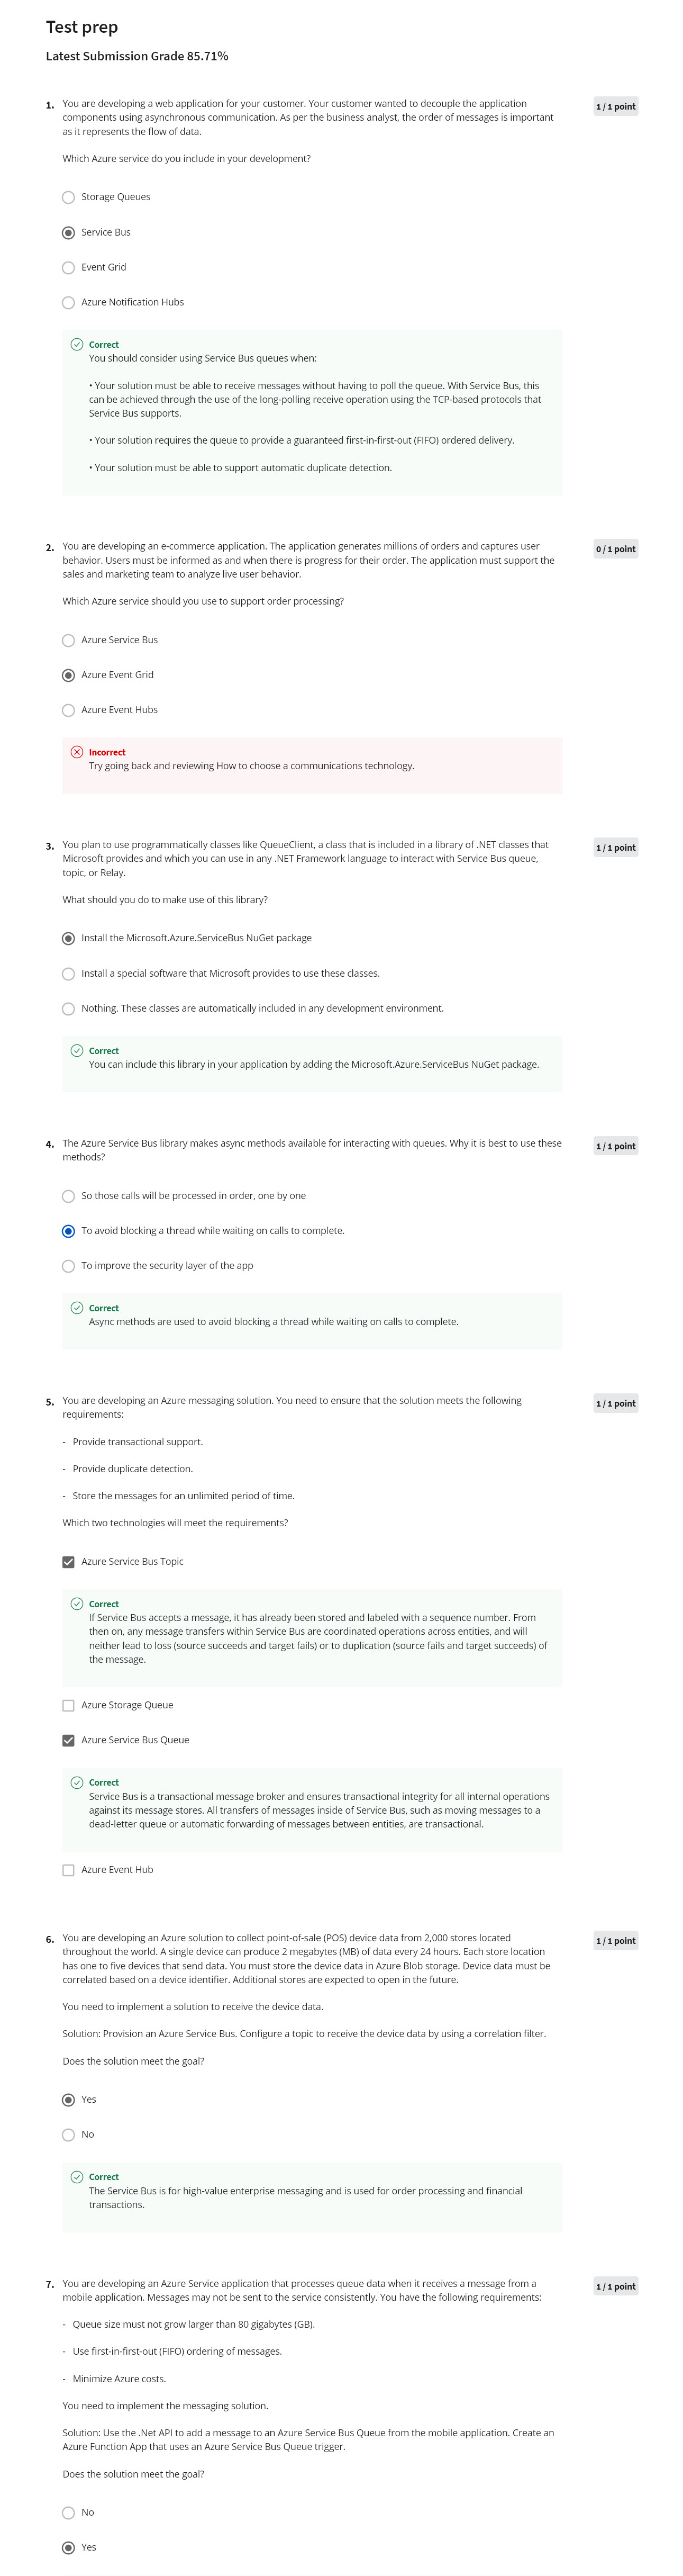 Test prep
Latest Submission Grade 85.71%
1. You are developing a web application for your customer. Your customer wanted to decouple the application
1 / 1 point
components using asynchronous communication. As per the business analyst, the order of messages is important
as it represents the flow of data.
Which Azure service do you include in your development?
Storage Queues
Service Bus
Event Grid
Azure Notification Hubs
Correct
You should consider using Service Bus queues when:
• Your solution must be able to receive messages without having to poll the queue. With Service Bus, this
can be achieved through the use of the long-polling receive operation using the TCP-based protocols that
Service Bus supports.
• Your solution requires the queue to provide a guaranteed first-in-first-out (FIFO) ordered delivery.
• Your solution must be able to support automatic duplicate detection.
2. You are developing an e-commerce application. The application generates millions of orders and captures user
0 / 1 point
behavior. Users must be informed as and when there is progress for their order. The application must support the
sales and marketing team to analyze live user behavior.
Which Azure service should you use to support order processing?
Azure Service Bus
Azure Event Grid
Azure Event Hubs
Incorrect
Try going back and reviewing How to choose a communications technology.
3. You plan to use programmatically classes like QueueClient, a class that is included in a library of .NET classes that
1 / 1 point
Microsoft provides and which you can use in any .NET Framework language to interact with Service Bus queue,
topic, or Relay.
What should you do to make use of this library?
Install the Microsoft.Azure.ServiceBus NuGet package
Install a special software that Microsoft provides to use these classes.
Nothing. These classes are automatically included in any development environment.
Correct
You can include this library in your application by adding the Microsoft.Azure.ServiceBus NuGet package.
4. The Azure Service Bus library makes async methods available for interacting with queues. Why it is best to use these
1 / 1 point
methods?
So those calls will be processed in order, one by one
To avoid blocking a thread while waiting on calls to complete.
To improve the security layer of the app
Correct
Async methods are used to avoid blocking a thread while waiting on calls to complete.
5. You are developing an Azure messaging solution. You need to ensure that the solution meets the following
1 / 1 point
requirements:
- Provide transactional support.
- Provide duplicate detection.
- Store the messages for an unlimited period of time.
Which two technologies will meet the requirements?
Azure Service Bus Topic
Correct
If Service Bus accepts a message, it has already been stored and labeled with a sequence number. From
then on, any message transfers within Service Bus are coordinated operations across entities, and will
neither lead to loss (source succeeds and target fails) or to duplication (source fails and target succeeds) of
the message.
Azure Storage Queue
Azure Service Bus Queue
Correct
Service Bus is a transactional message broker and ensures transactional integrity for all internal operations
against its message stores. All transfers of messages inside of Service Bus, such as moving messages to a
dead-letter queue or automatic forwarding of messages between entities, are transactional.
Azure Event Hub
6. You are developing an Azure solution to collect point-of-sale (POS) device data from 2,000 stores located
1 / 1 point
throughout the world. A single device can produce 2 megabytes (MB) of data every 24 hours. Each store location
has one to five devices that send data. You must store the device data in Azure Blob storage. Device data must be
correlated based on a device identifier. Additional stores are expected to open in the future.
You need to implement a solution to receive the device data.
Solution: Provision an Azure Service Bus. Configure a topic to receive the device data by using a correlation filter.
Does the solution meet the goal?
Yes
No
Correct
The Service Bus is for high-value enterprise messaging and is used for order processing and financial
transactions.
7. You are developing an Azure Service application that processes queue data when it receives a message from a
1 / 1 point
mobile application. Messages may not be sent to the service consistently. You have the following requirements:
- Queue size must not grow larger than 80 gigabytes (GB).
- Use first-in-first-out (FIFO) ordering of messages.
- Minimize Azure costs.
You need to implement the messaging solution.
Solution: Use the .Net API to add a message to an Azure Service Bus Queue from the mobile application. Create an
Azure Function App that uses an Azure Service Bus Queue trigger.
Does the solution meet the goal?
No
Yes